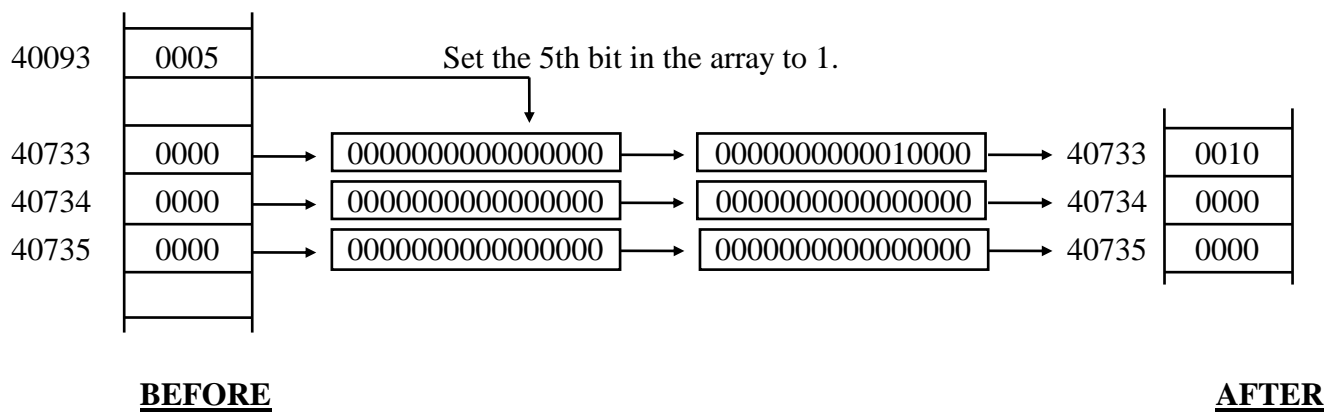 40093 0005 Set the 5th bit in the array to 1.
40733 0000 0000000000000000 0000000000010000 40733 0010
40734 0000 0000000000000000 0000000000000000 40734 0000
40735 0000 0000000000000000 0000000000000000 40735 0000
BEFORE AFTER